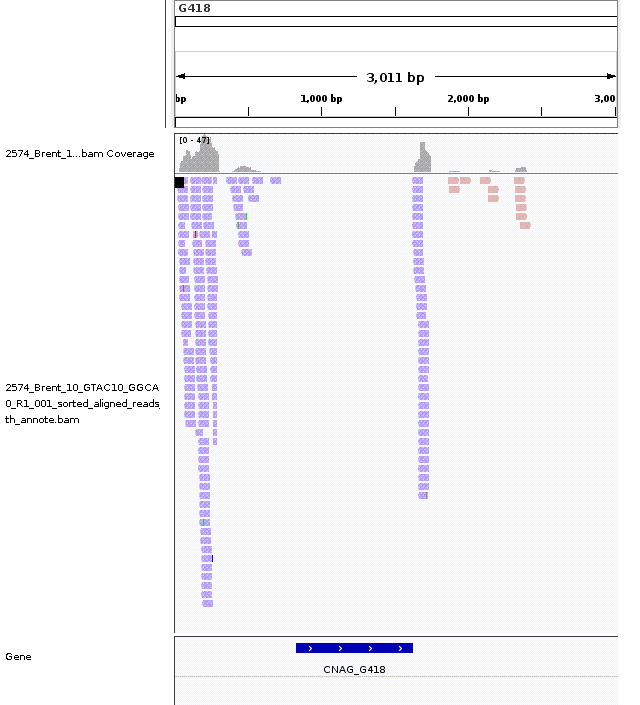 G418
3,011 bp
bp
1,000 bp
2,000 bp
3,00
[0 - 47]
2574_Brent_1...bam Coverage
2574_Brent_10_GTAC10_GGCA
0_R1_001_sorted_aligned_reads_
th_annote.bam
Gene
CNAG_G418